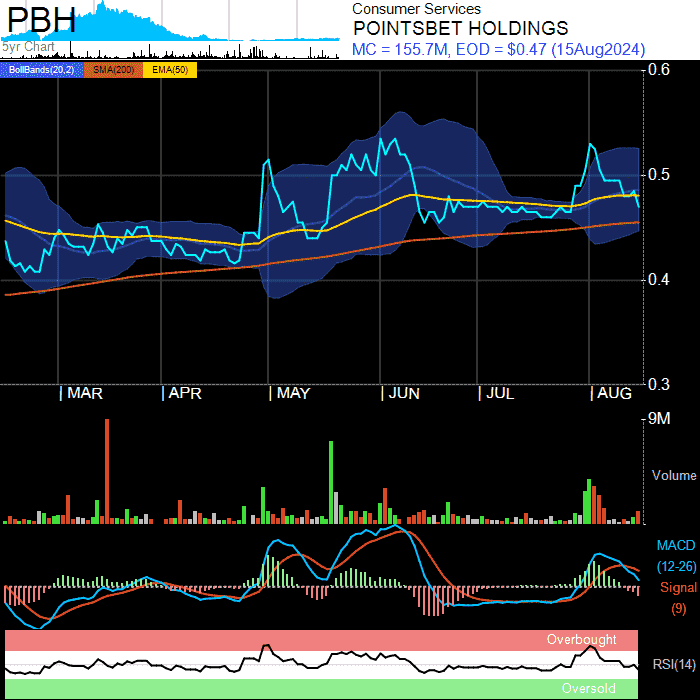 PBH
5yr Chart
Consumer Services
POINTSBET HOLDINGS
MC = 155.7M, EOD = $0.47 (15Aug2024)
BollBands(20,2) SMA(200) EMA(50)
0.6
0.5
0.4
0.3
MAR APR MAY JUN JUL AUG
9M
Volume
MACD
(12-26)
Signal
(9)
Overbought
RSI(14)
Oversold